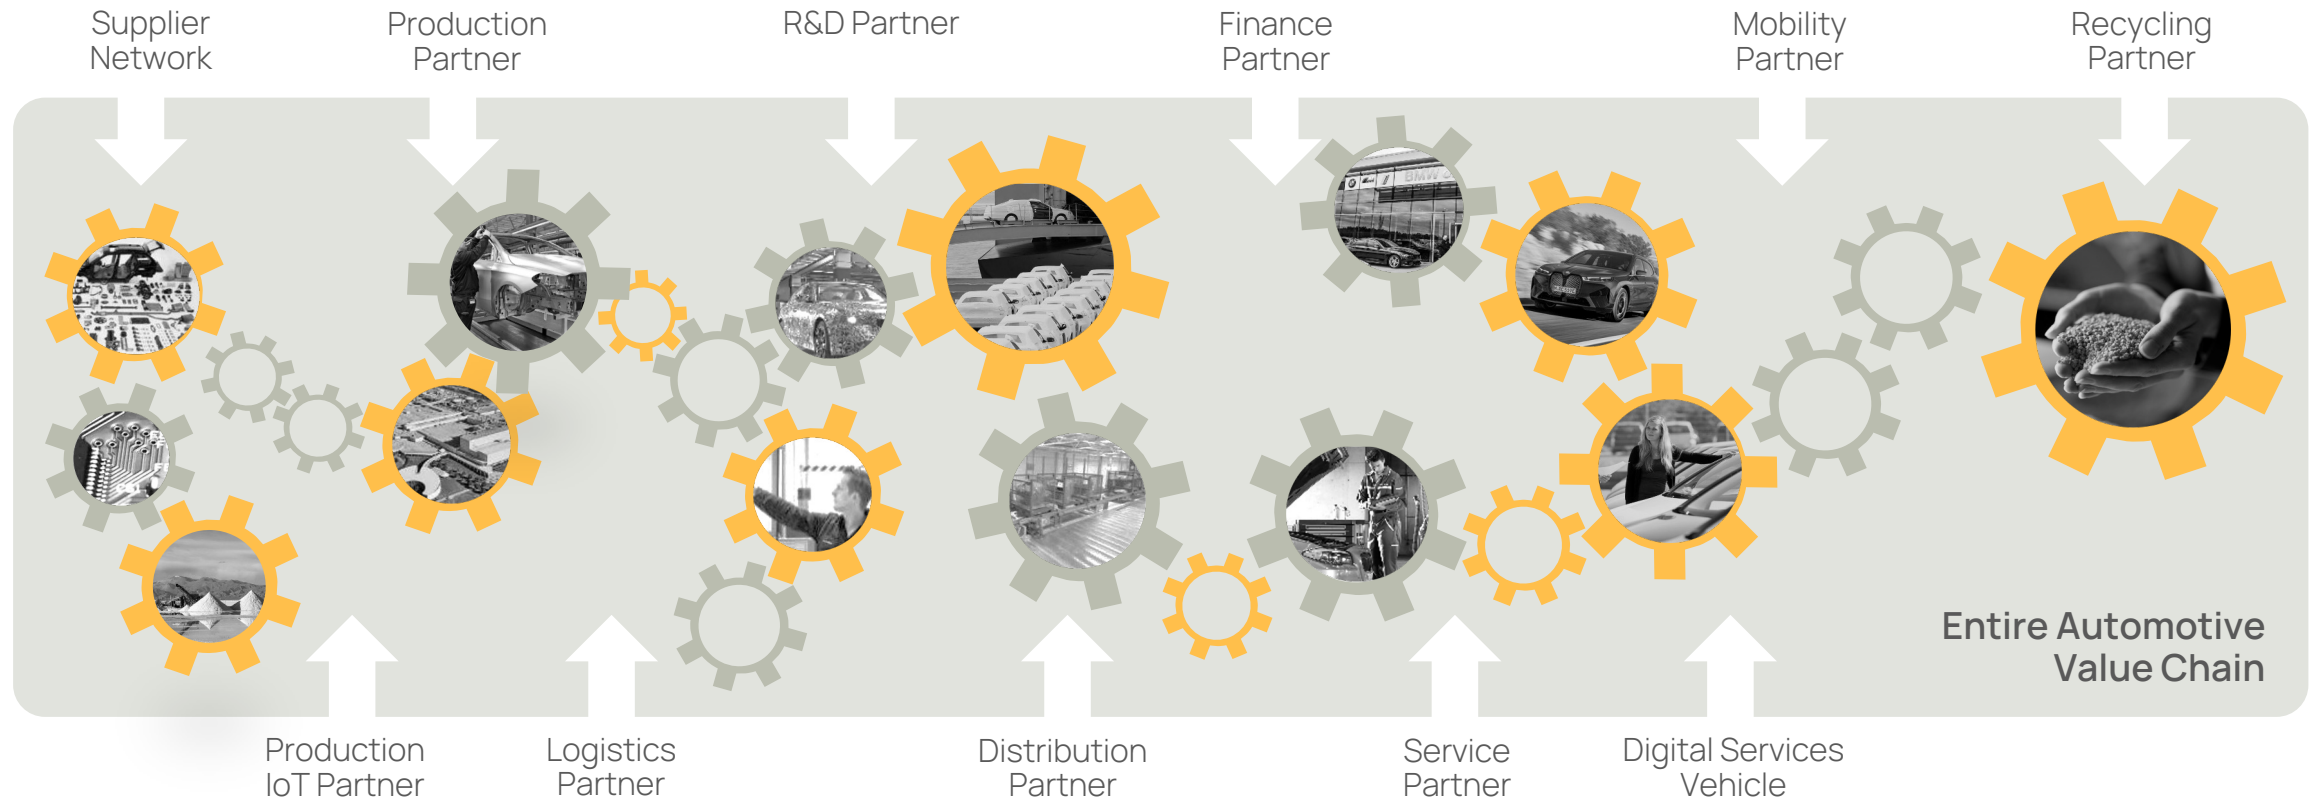 Supplier
Network
Production
Partner
R&D Partner
Finance
Partner
Mobility
Partner
Recycling
Partner
BMW
Entire Automotive
Value Chain
Production
IoT Partner
Logistics
Partner
Distribution
Partner
Service
Partner
Digital Services
Vehicle